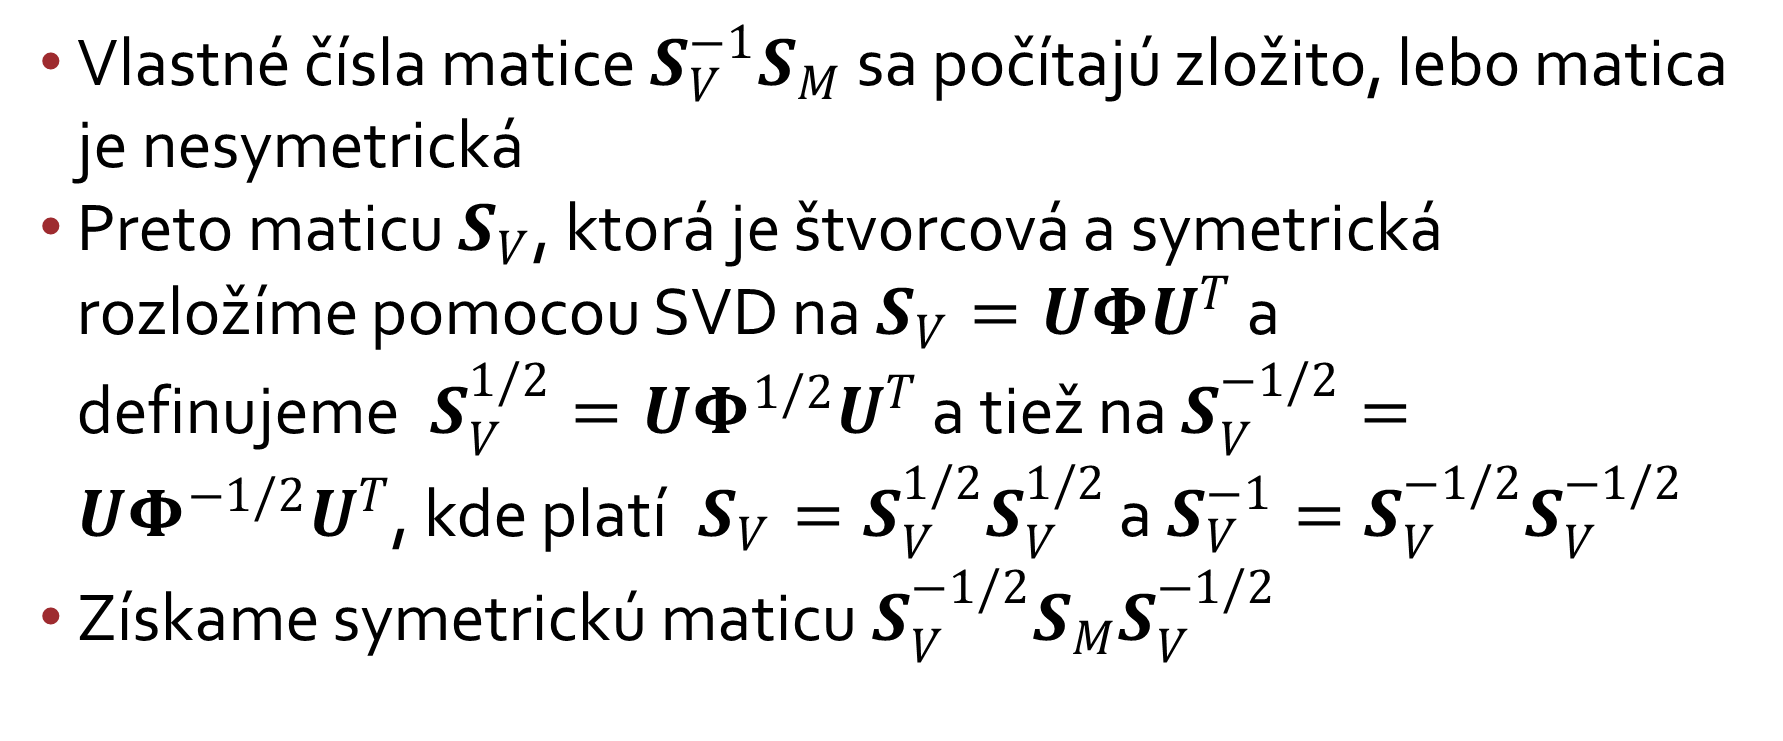 • Vlastné čísla matice 𝑺_V^{−1}𝑺_M sa počítajú zložito, lebo matica
je nesymetrická
• Preto maticu 𝑺_V, ktorá je štvorcová a symetrická
rozložíme pomocou SVD na 𝑺_V = 𝑼𝚽𝑼^T a
definujeme 𝑺_V^{1/2} = 𝑼𝚽^{1/2}𝑼^T a tiež na 𝑺_V^{−1/2} =
𝑼𝚽^{−1/2}𝑼^T, kde platí 𝑺_V = 𝑺_V^{1/2}𝑺_V^{1/2} a 𝑺_V^{−1} = 𝑺_V^{−1/2}𝑺_V^{−1/2}
• Získame symetrickú maticu 𝑺_V^{−1/2}𝑺_M𝑺_V^{−1/2}